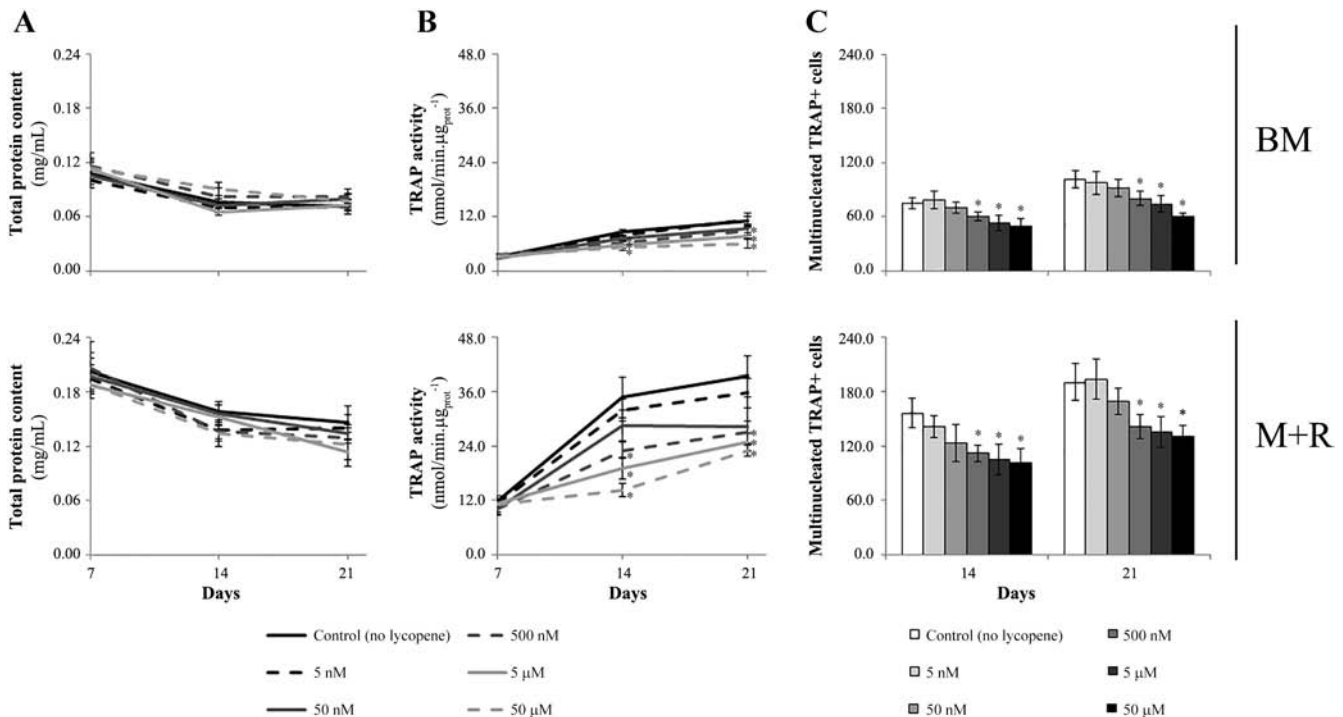 A
B
C
Total protein content
(mg/mL)
0.24
0.18
0.12
0.06
0.00
TRAP activity
(nmol/min.µgprot-1)
48.0
36.0
24.0
12.0
0.0
*
*
*
*
*
Multinucleated TRAP+ cells
240.0
180.0
120.0
60.0
0.0
* * *
* * *
BM
Total protein content
(mg/mL)
0.24
0.18
0.12
0.06
0.00
7 14 21
Days
TRAP activity
(nmol/min.µgprot-1)
48.0
36.0
24.0
12.0
0.0
*
*
*
*
*
*
7 14 21
Days
Multinucleated TRAP+ cells
240.0
180.0
120.0
60.0
0.0
* * *
* * *
14 21
Days
M+R
Control (no lycopene) 500 nM
5 nM 5 µM
50 nM 50 µM
Control (no lycopene) 500 nM
5 nM 5 µM
50 nM 50 µM